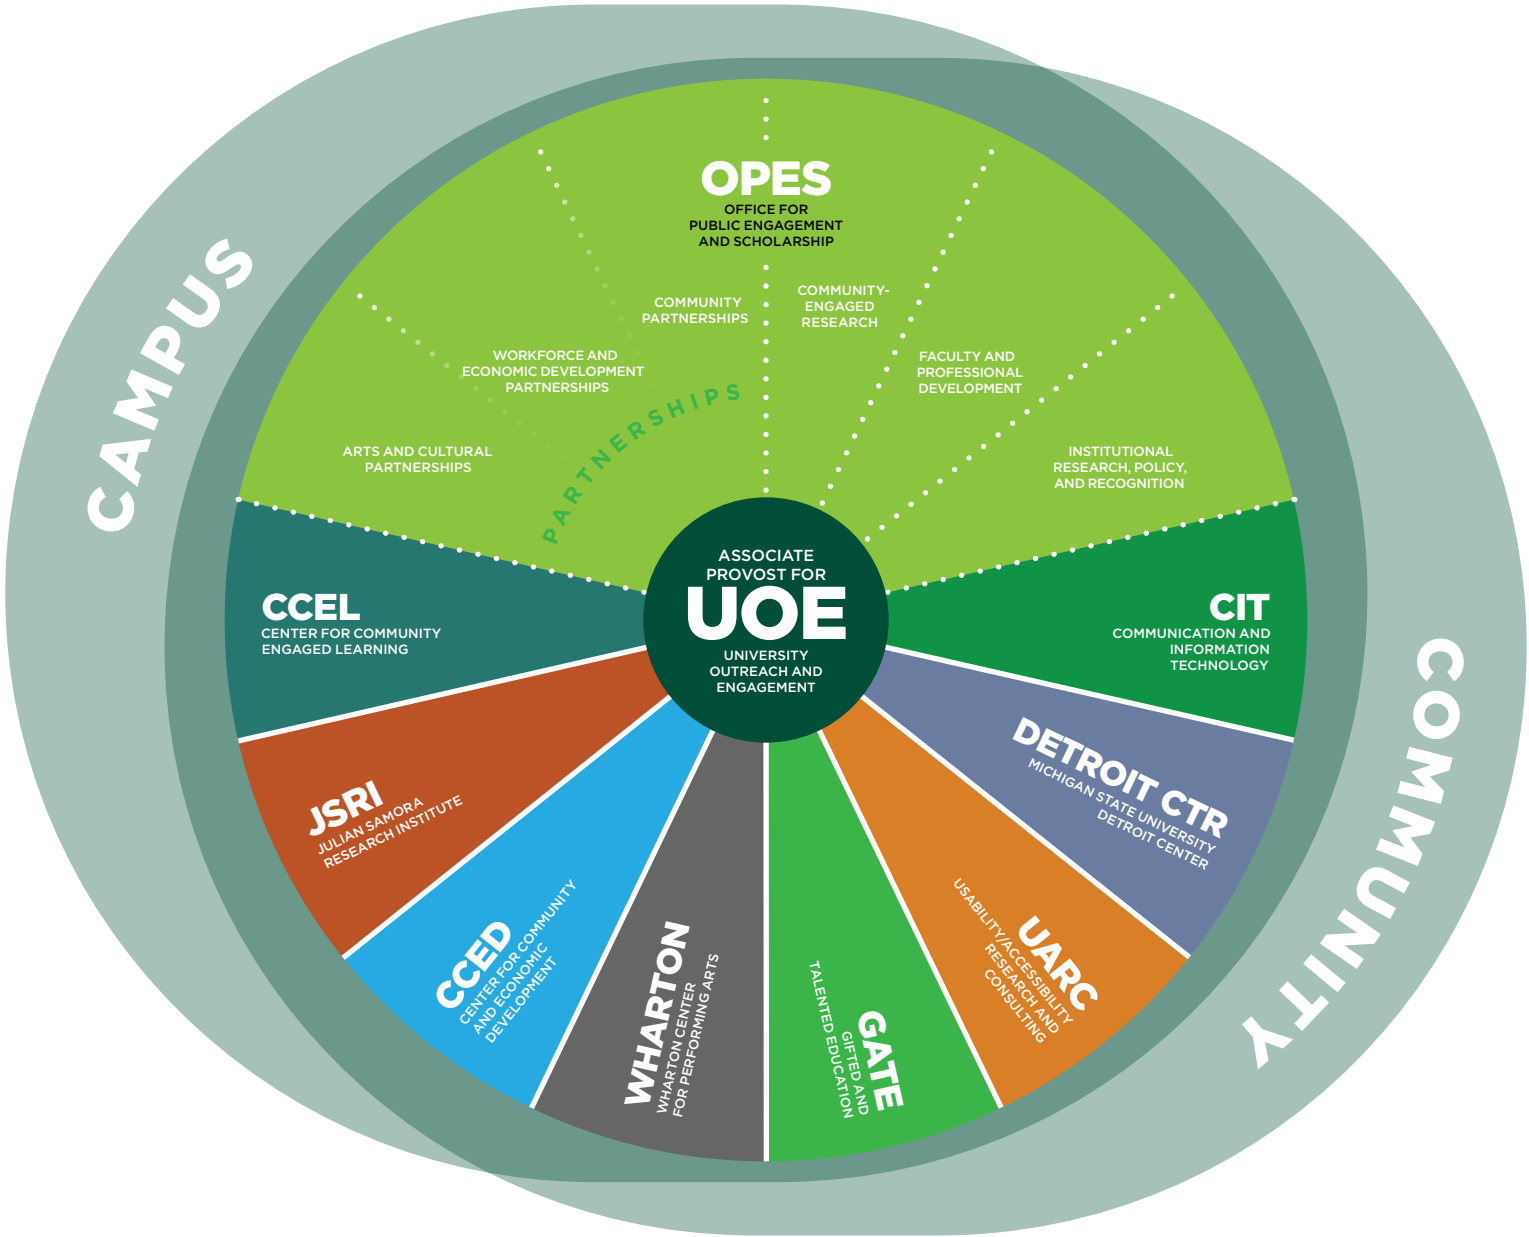 CAMPUS
OPES
OFFICE FOR
PUBLIC ENGAGEMENT
AND SCHOLARSHIP
COMMUNITY
PARTNERSHIPS
COMMUNITY-
ENGAGED
RESEARCH
WORKFORCE AND
ECONOMIC DEVELOPMENT
PARTNERSHIPS
FACULTY AND
PROFESSIONAL
DEVELOPMENT
PARTNERSHIPS
ARTS AND CULTURAL
PARTNERSHIPS
INSTITUTIONAL
RESEARCH, POLICY,
AND RECOGNITION
ASSOCIATE
PROVOST FOR
UOE
UNIVERSITY
OUTREACH AND
ENGAGEMENT
CCEL
CENTER FOR COMMUNITY
ENGAGED LEARNING
CIT
COMMUNICATION AND
INFORMATION
TECHNOLOGY
JSRI
JULIAN SAMORA
RESEARCH INSTITUTE
DETROIT CTR
MICHIGAN STATE UNIVERSITY
DETROIT CENTER
CCED
CENTER FOR COMMUNITY
AND ECONOMIC
DEVELOPMENT
WHARTON
WHARTON CENTER
FOR PERFORMING ARTS
GATE
GIFTED AND
TALENTED EDUCATION
UARC
USABILITY/ACCESSIBILITY
RESEARCH AND
CONSULTING
COMMUNITY